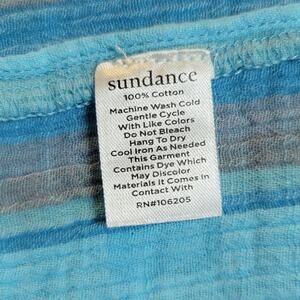 sundance
100% Cotton
Machine Wash Cold
Gentle Cycle
With Like Colors
Do Not Bleach
Hang To Dry
Cool Iron As Needed
This Garment
Contains Dye Which
May Discolor
Materials It Comes In
Contact With
RN#106205